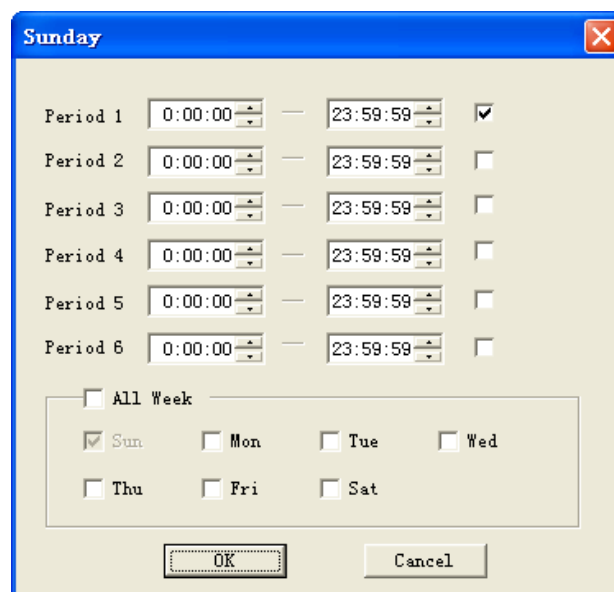 Sunday
Period 1 0:00:00 — 23:59:59
Period 2 0:00:00 — 23:59:59
Period 3 0:00:00 — 23:59:59
Period 4 0:00:00 — 23:59:59
Period 5 0:00:00 — 23:59:59
Period 6 0:00:00 — 23:59:59
All Week
Sun Mon Tue Wed
Thu Fri Sat
OK Cancel